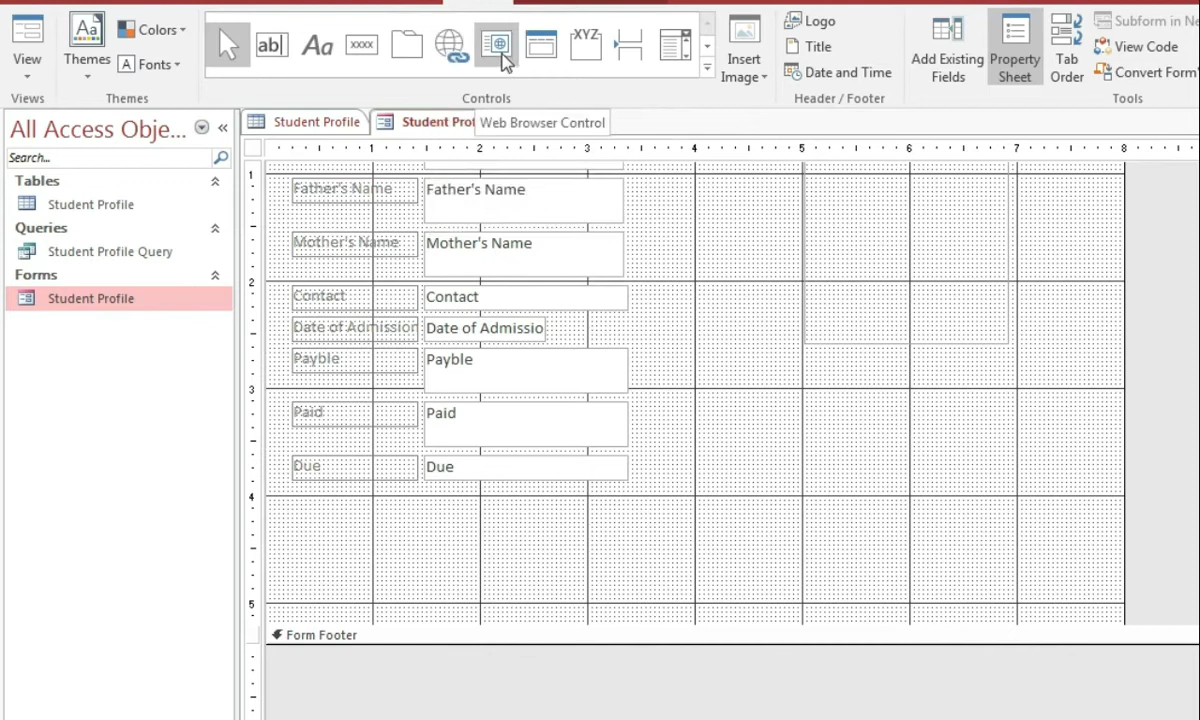 View
Views
Aa
Themes
Colors
A Fonts
Themes
ab|
Aa
xxxx
XYZ
Controls
Insert
Image
Logo
Title
Date and Time
Header / Footer
Add Existing
Fields
Property
Sheet
Tab
Order
Subform in Ne
View Code
Convert Form'
Tools
All Access Obje...
Search...
Tables
Student Profile
Queries
Student Profile Query
Forms
Student Profile
Student Profile
Student Prof
Web Browser Control
1 2 3 4 5 6 7 8
1
Father's Name Father's Name
Mother's Name Mother's Name
2
Contact Contact
Date of Admission Date of Admissio
Payble Payble
3
Paid Paid
Due Due
4
5
Form Footer